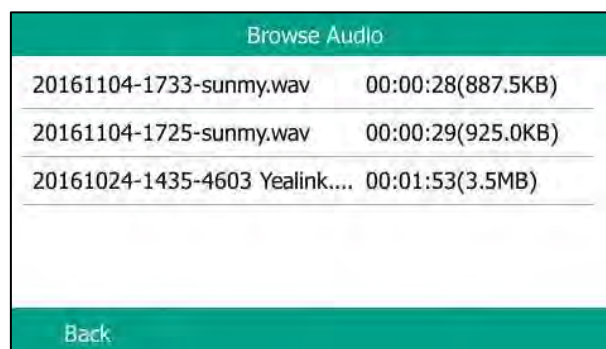 Browse Audio
20161104-1733-sunmy.wav 00:00:28(887.5KB)
20161104-1725-sunmy.wav 00:00:29(925.0KB)
20161024-1435-4603 Yealink.... 00:01:53(3.5MB)
Back